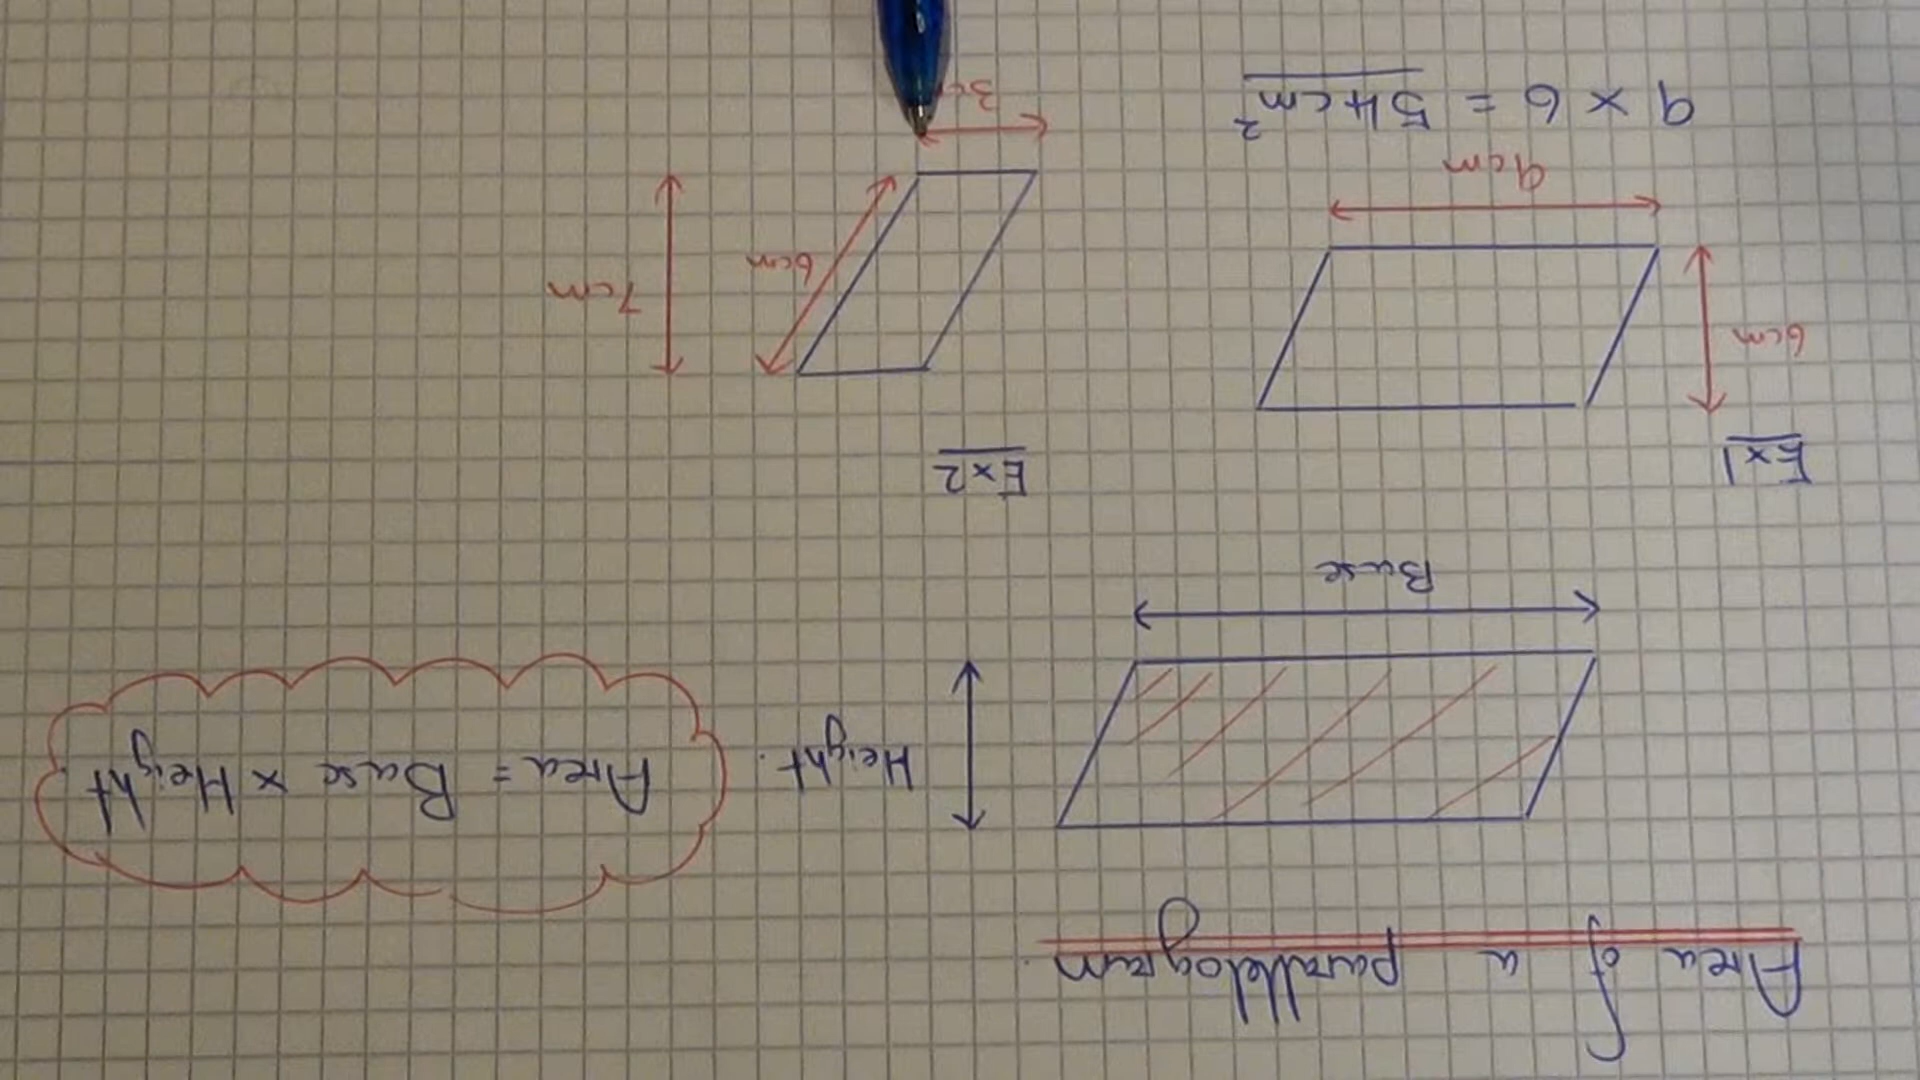 Area of a parallelogram
Height.
Area = Base x Height
Base
Ex1
6cm
9cm
9 x 6 = 54cm²
Ex2
6cm
7cm